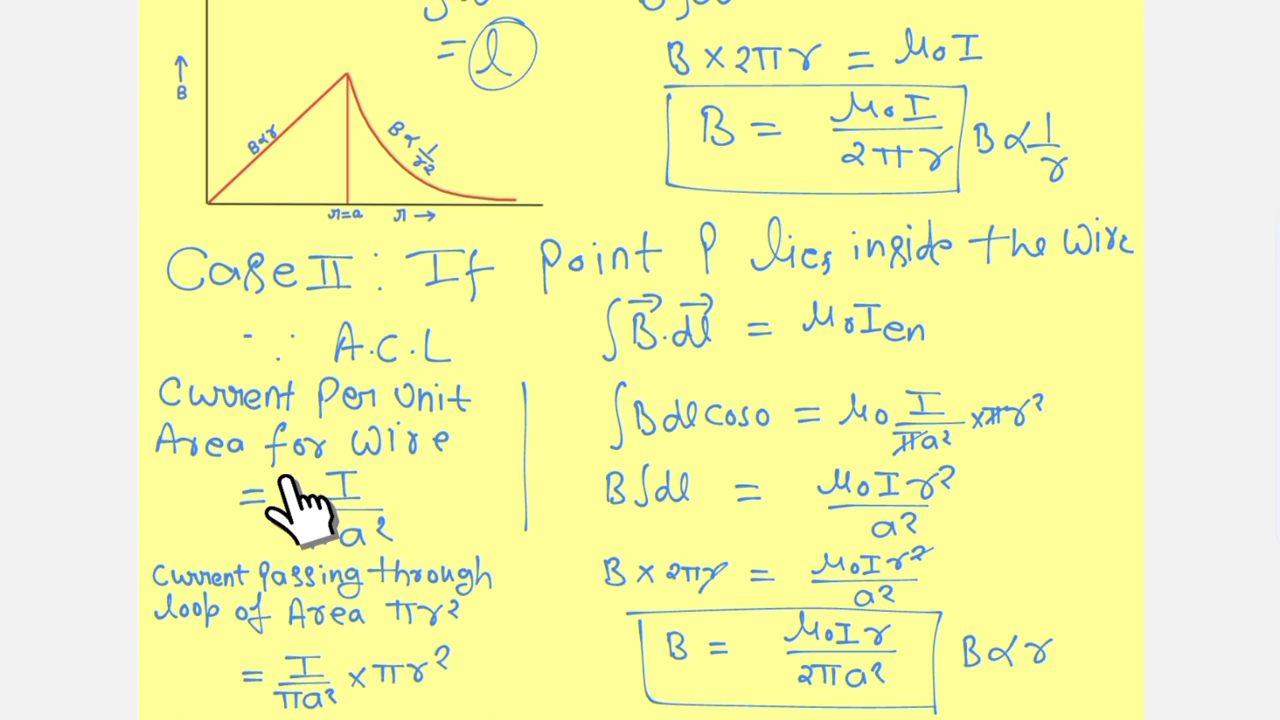 = l
B × 2πr = μ₀I
B = μ₀I / 2πr
B ∝ 1/r
↑
B
B∝r
B ∝ 1/r²
r=a
r →
Case II : If Point P lies inside the wire
∵ A.C.L
∫B⃗.dl⃗ = μ₀Ien
Current Per Unit
Area for wire
= I / a²
Current Passing through
loop of Area πr²
= I/πa² × πr²
∫B dl cos0 = μ₀ I/πa² × πr²
B∫dl = μ₀Ir² / a²
B × 2πr = μ₀Ir² / a²
B = μ₀Ir / 2πa²
B ∝ r